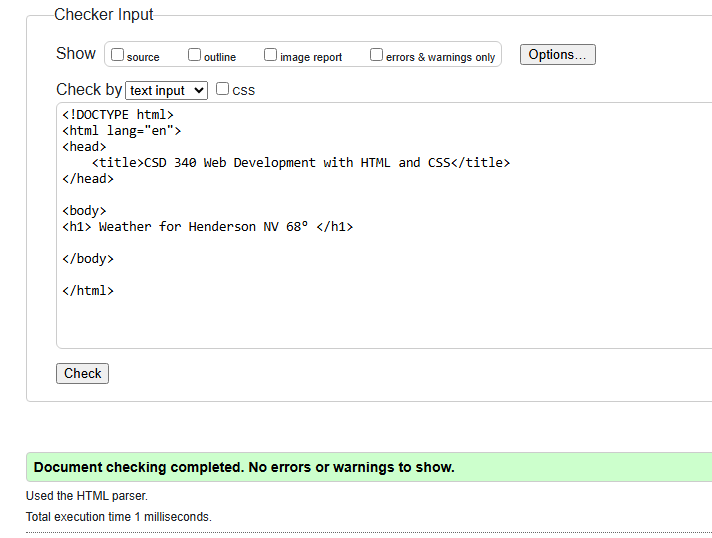 Checker Input
Show source outline image report errors & warnings only Options...
Check by text input css
<!DOCTYPE html>
<html lang="en">
<head>
    <title>CSD 340 Web Development with HTML and CSS</title>
</head>

<body>
<h1> Weather for Henderson NV 68º </h1>

</body>

</html>
Check
Document checking completed. No errors or warnings to show.
Used the HTML parser.
Total execution time 1 milliseconds.